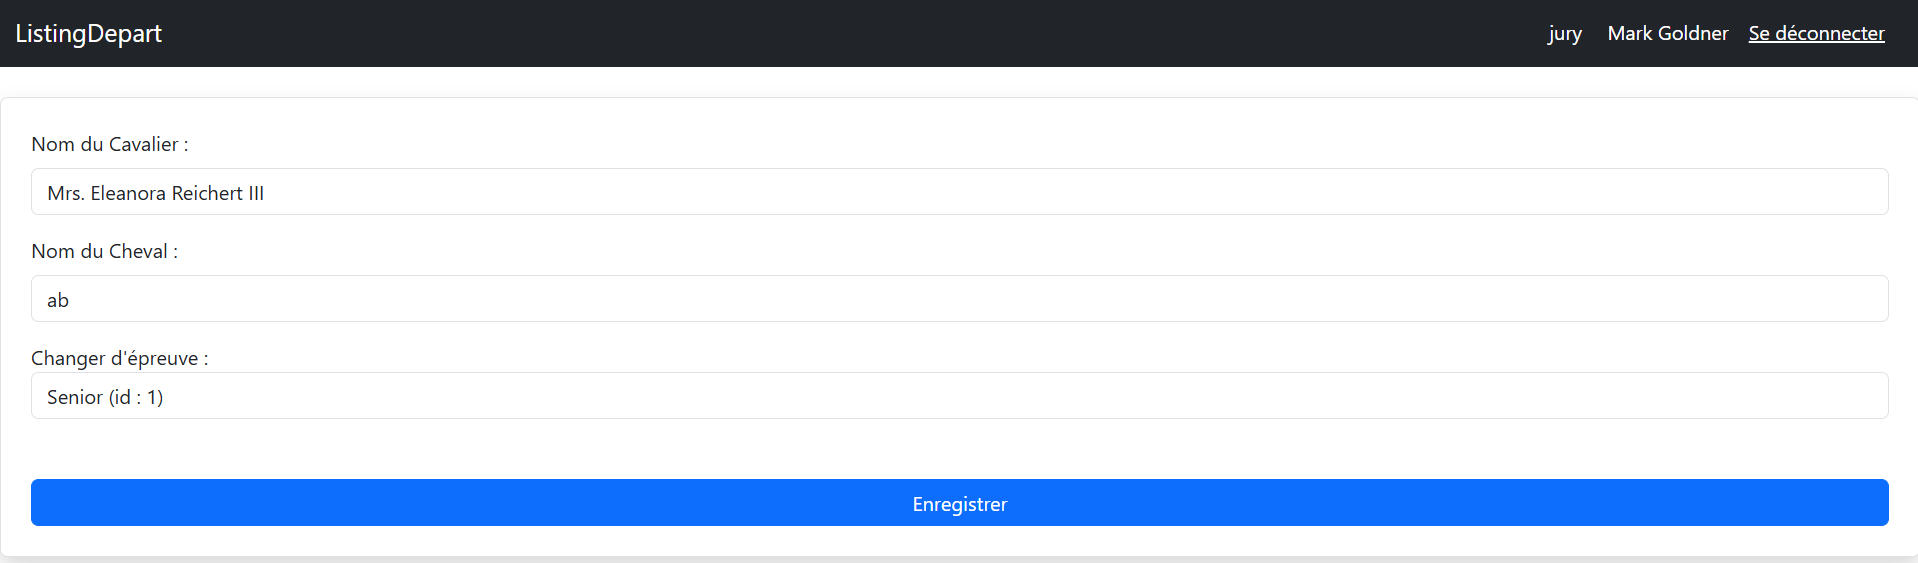 ListingDepart jury Mark Goldner Se déconnecter
Nom du Cavalier :
Mrs. Eleanora Reichert III
Nom du Cheval :
ab
Changer d'épreuve :
Senior (id : 1)
Enregistrer